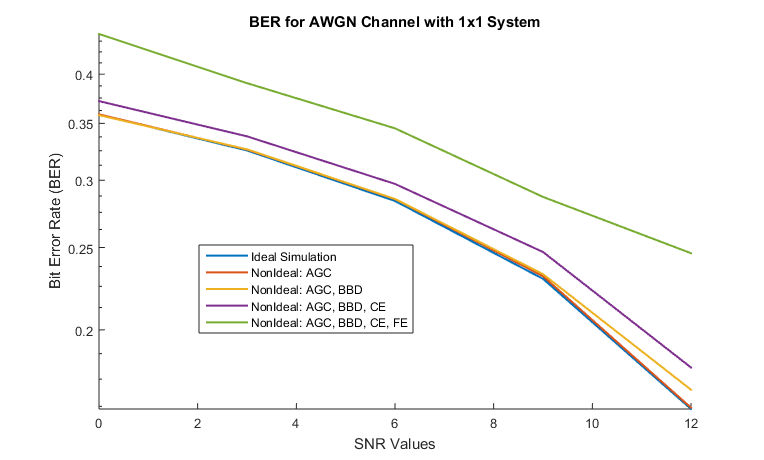 BER for AWGN Channel with 1x1 System
Bit Error Rate (BER)
0.4
0.35
0.3
0.25
0.2
Ideal Simulation
NonIdeal: AGC
NonIdeal: AGC, BBD
NonIdeal: AGC, BBD, CE
NonIdeal: AGC, BBD, CE, FE
0 2 4 6 8 10 12
SNR Values